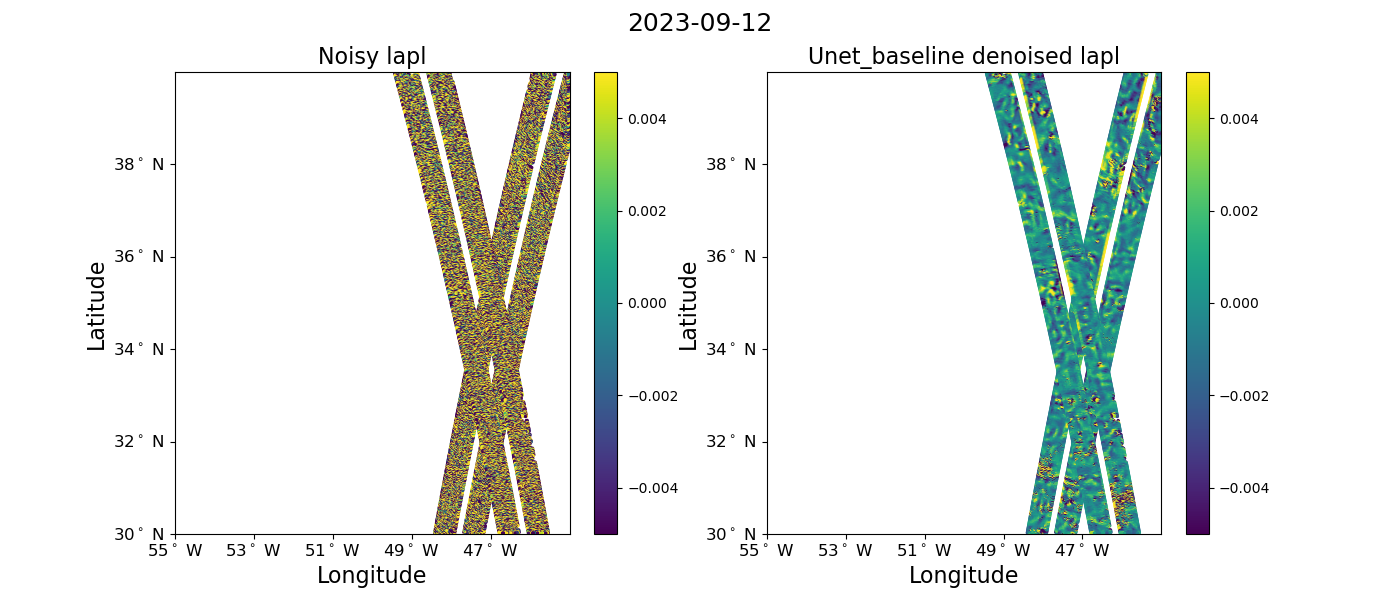 2023-09-12
Noisy lapl
Unet_baseline denoised lapl
0.004
0.002
0.000
−0.002
−0.004
38° N
36° N
34° N
32° N
30° N
55° W
53° W
51° W
49° W
47° W
Latitude
Longitude
0.004
0.002
0.000
−0.002
−0.004
38° N
36° N
34° N
32° N
30° N
55° W
53° W
51° W
49° W
47° W
Latitude
Longitude